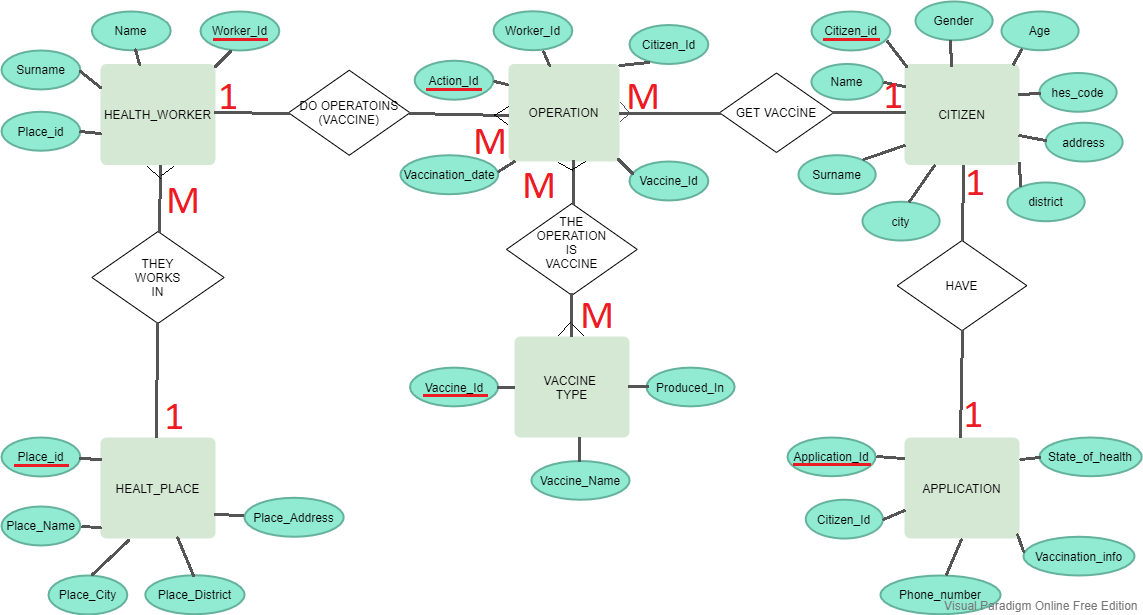 Name
Worker_Id
Surname
Place_id
HEALTH_WORKER
1
DO OPERATOINS
(VACCINE)
M
Worker_Id
Citizen_Id
Action_Id
OPERATION
Vaccination_date
Vaccine_Id
M
GET VACCINE
1
Citizen_id
Gender
Age
Name
hes_code
CITIZEN
address
Surname
city
district
M
THEY
WORKS
IN
1
M
THE
OPERATION
IS
VACCINE
M
1
HAVE
1
Place_id
HEALT_PLACE
Place_Name
Place_Address
Place_City
Place_District
Vaccine_Id
VACCINE
TYPE
Produced_In
Vaccine_Name
Application_Id
State_of_health
APPLICATION
Citizen_Id
Vaccination_info
Phone_number
Visual Paradigm Online Free Edition